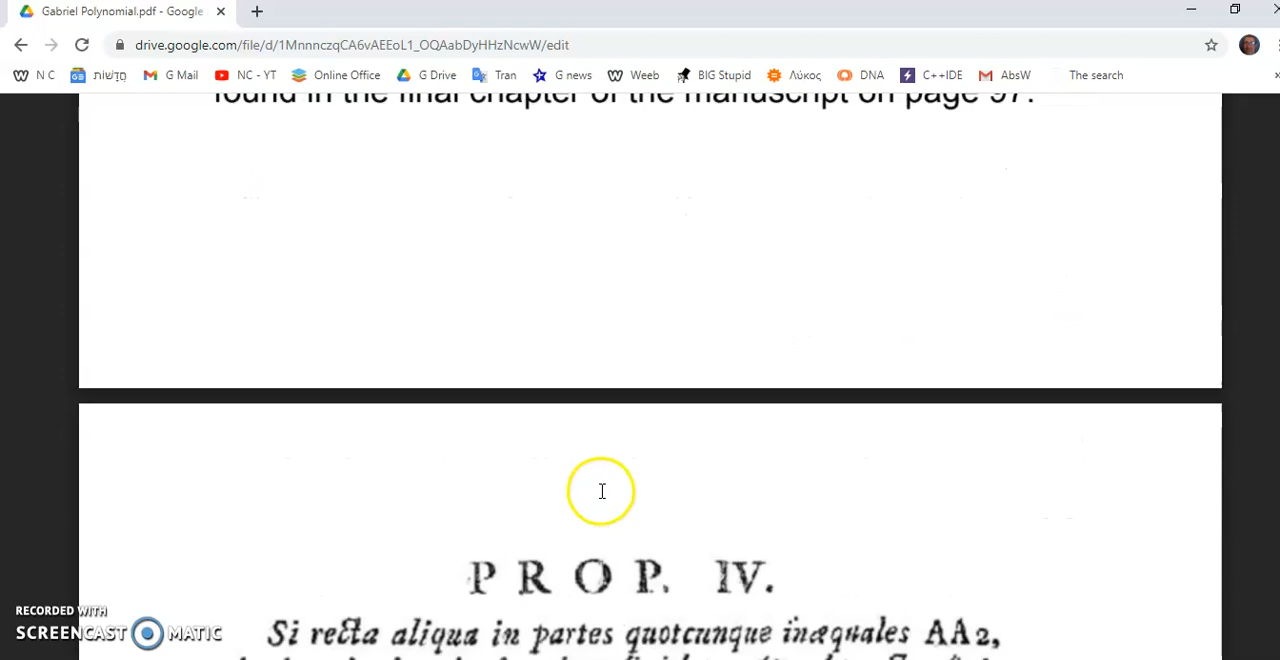 Gabriel Polynomial.pdf - Google
drive.google.com/file/d/1MnnnczqCA6vAEEoL1_OQAabDyHHzNcwW/edit
N C חֲדָשׁוֹת G Mail NC - YT Online Office G Drive Tran G news Weeb BIG Stupid Λύκος DNA C++IDE AbsW The search »
found in the final chapter of the manuscript on page 97.
PROP. IV.
Si recta aliqua in partes quotcunque inæquales AA2,
RECORDED WITH
SCREENCAST MATIC